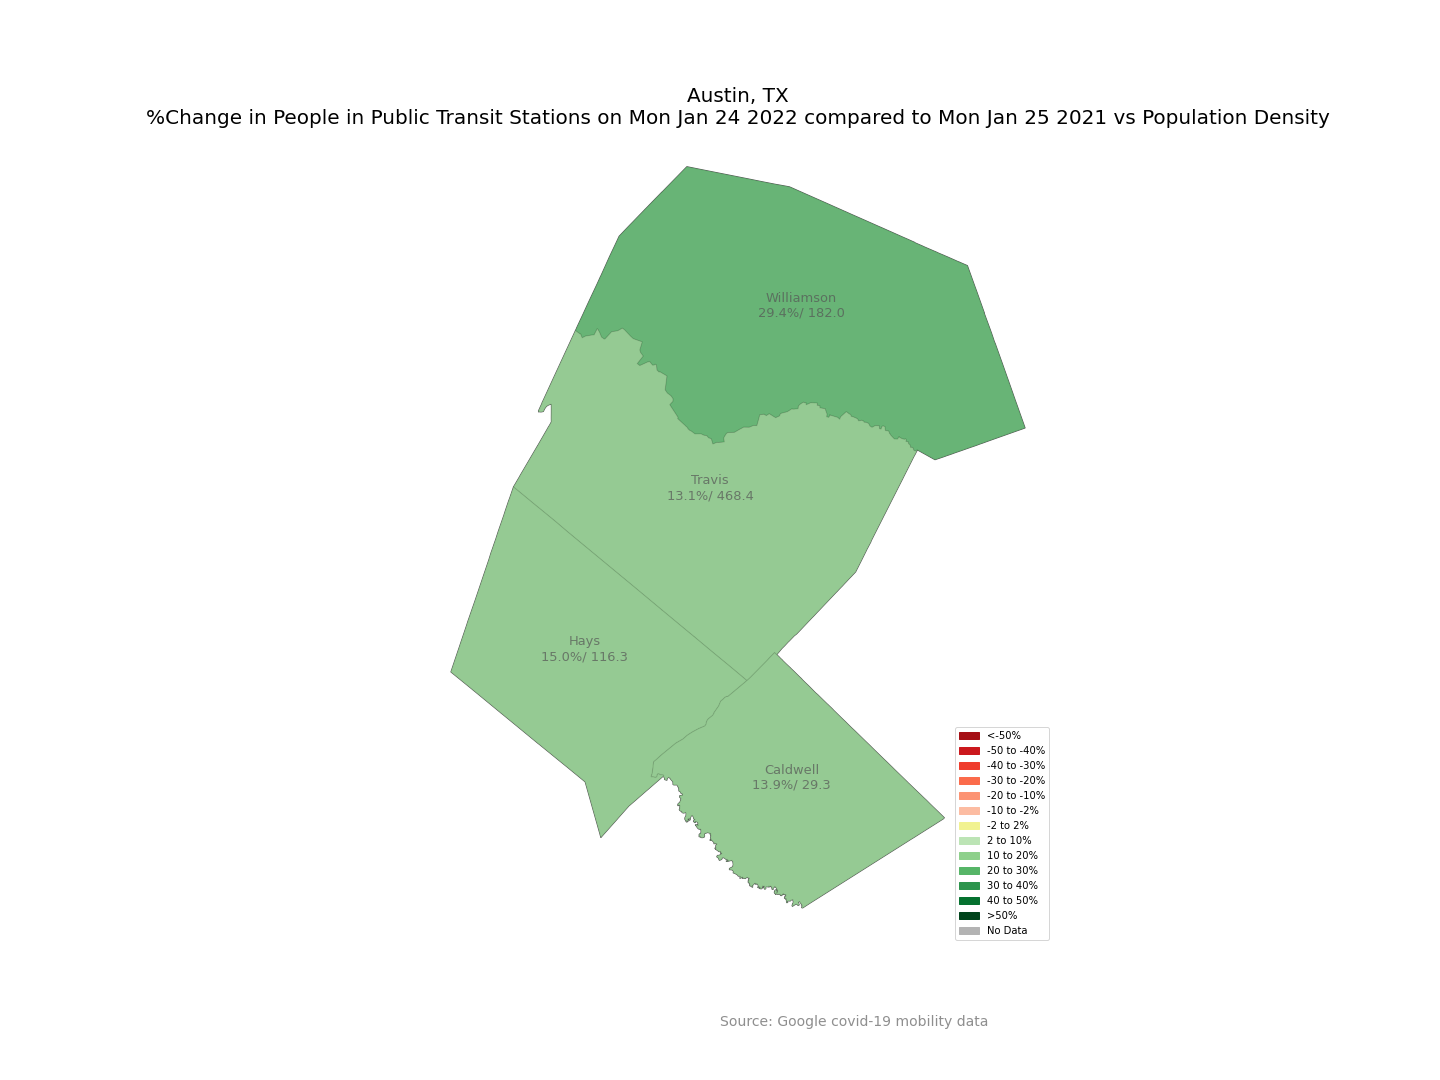 Austin, TX
%Change in People in Public Transit Stations on Mon Jan 24 2022 compared to Mon Jan 25 2021 vs Population Density
Williamson
29.4%/ 182.0
Travis
13.1%/ 468.4
Hays
15.0%/ 116.3
Caldwell
13.9%/ 29.3
<-50%
-50 to -40%
-40 to -30%
-30 to -20%
-20 to -10%
-10 to -2%
-2 to 2%
2 to 10%
10 to 20%
20 to 30%
30 to 40%
40 to 50%
>50%
No Data
Source: Google covid-19 mobility data